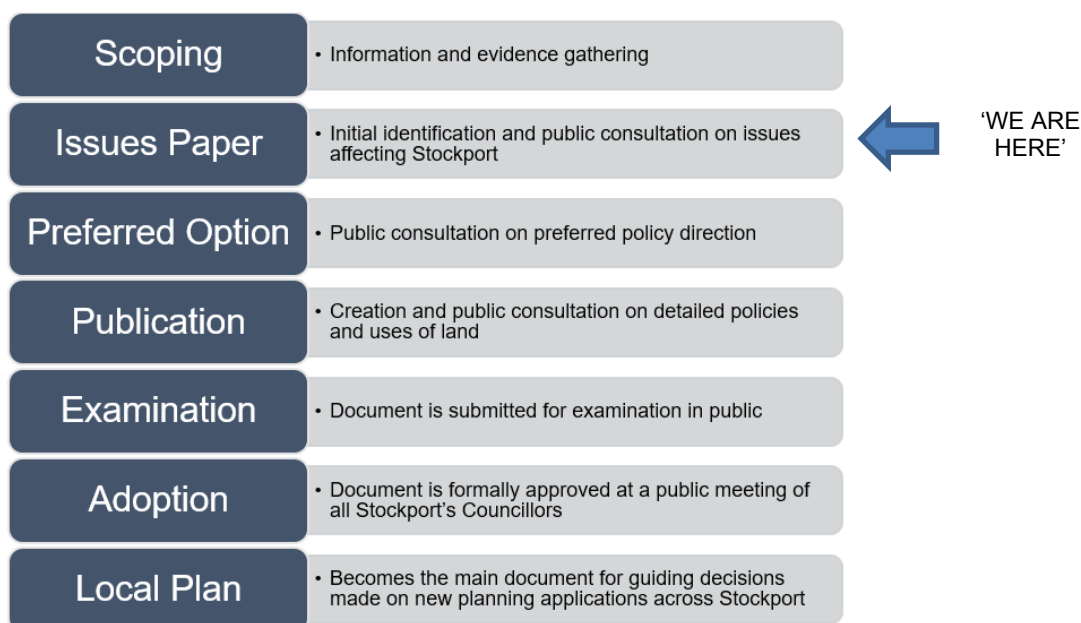 Scoping
• Information and evidence gathering
Issues Paper
• Initial identification and public consultation on issues
affecting Stockport
‘WE ARE
HERE’
Preferred Option
• Public consultation on preferred policy direction
Publication
• Creation and public consultation on detailed policies
and uses of land
Examination
• Document is submitted for examination in public
Adoption
• Document is formally approved at a public meeting of
all Stockport’s Councillors
Local Plan
• Becomes the main document for guiding decisions
made on new planning applications across Stockport